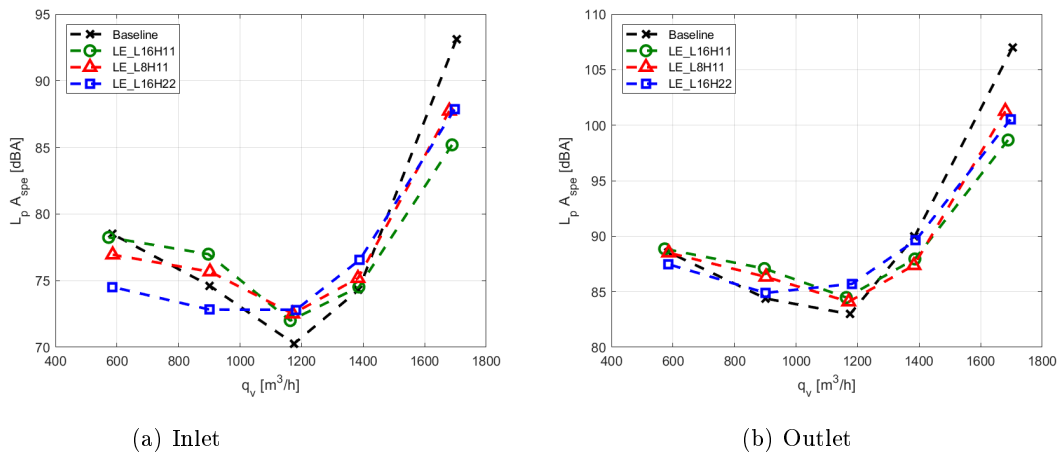 95
90
85
80
75
70
400 600 800 1000 1200 1400 1600 1800
L_p A_spe [dBA]
q_v [m^3/h]
Baseline
LE_L16H11
LE_L8H11
LE_L16H22
(a) Inlet
110
105
100
95
90
85
80
400 600 800 1000 1200 1400 1600 1800
L_p A_spe [dBA]
q_v [m^3/h]
Baseline
LE_L16H11
LE_L8H11
LE_L16H22
(b) Outlet